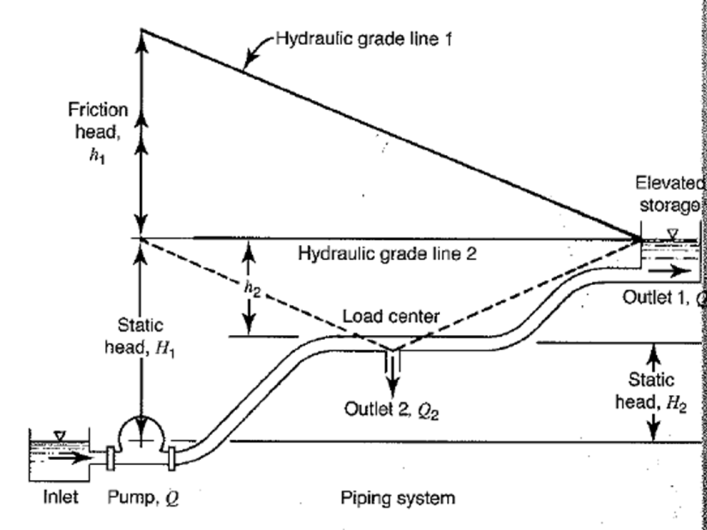 Hydraulic grade line 1
Friction
head,
h₁
Elevated
storage
Hydraulic grade line 2
h₂
Load center
Outlet 1, Q
Static
head, H₁
Static
head, H₂
Outlet 2, Q₂
Inlet
Pump, Q
Piping system